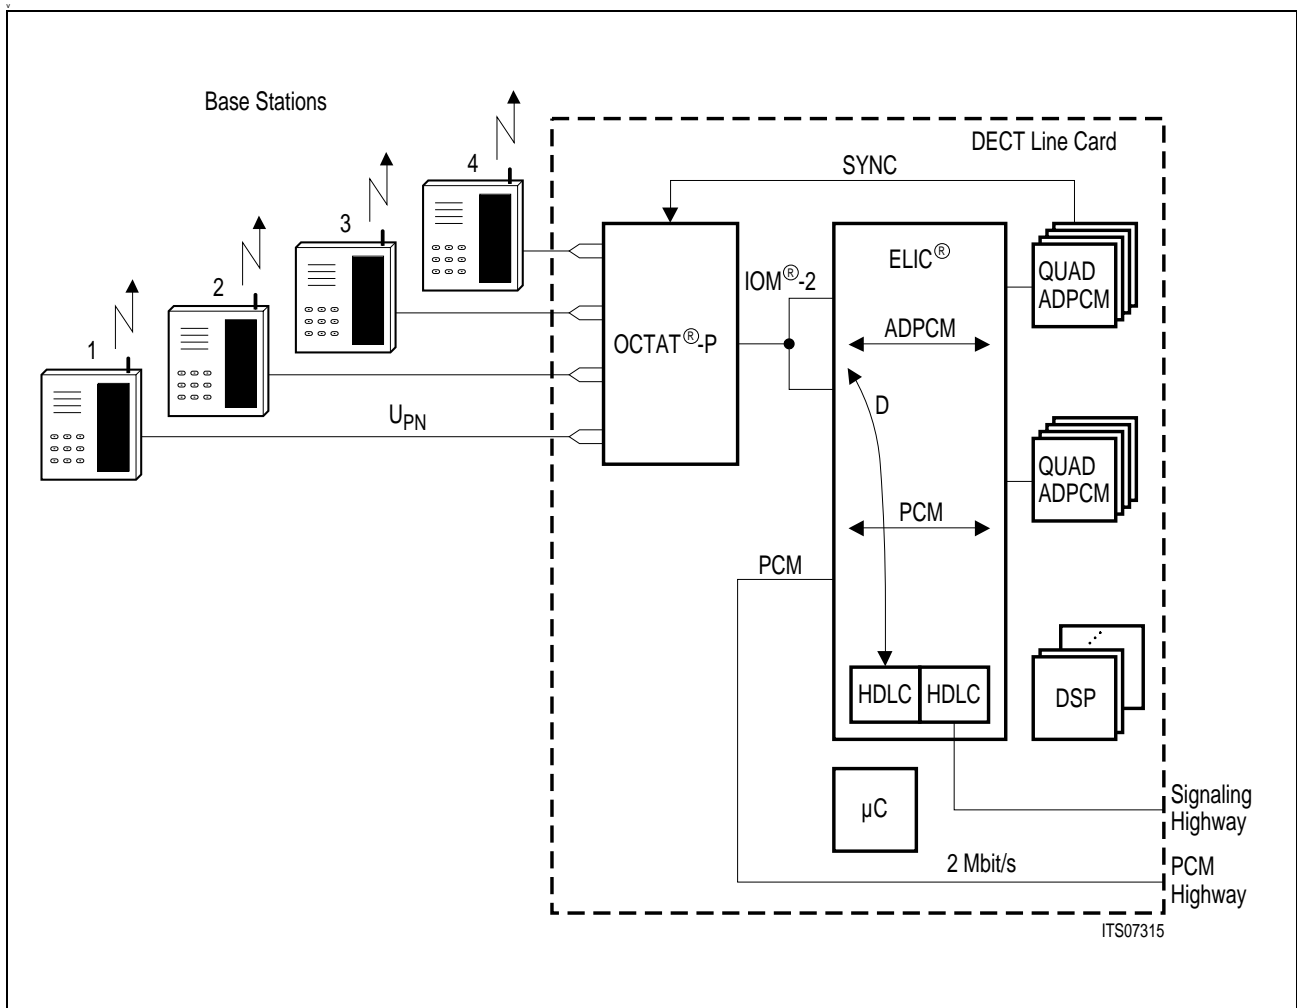 v
Base Stations
DECT Line Card
SYNC
4
3
2
1
U_PN
OCTAT®-P
IOM®-2
ELIC®
ADPCM
D
PCM
HDLC
HDLC
QUAD
ADPCM
QUAD
ADPCM
DSP
PCM
µC
2 Mbit/s
Signaling
Highway
PCM
Highway
ITS07315